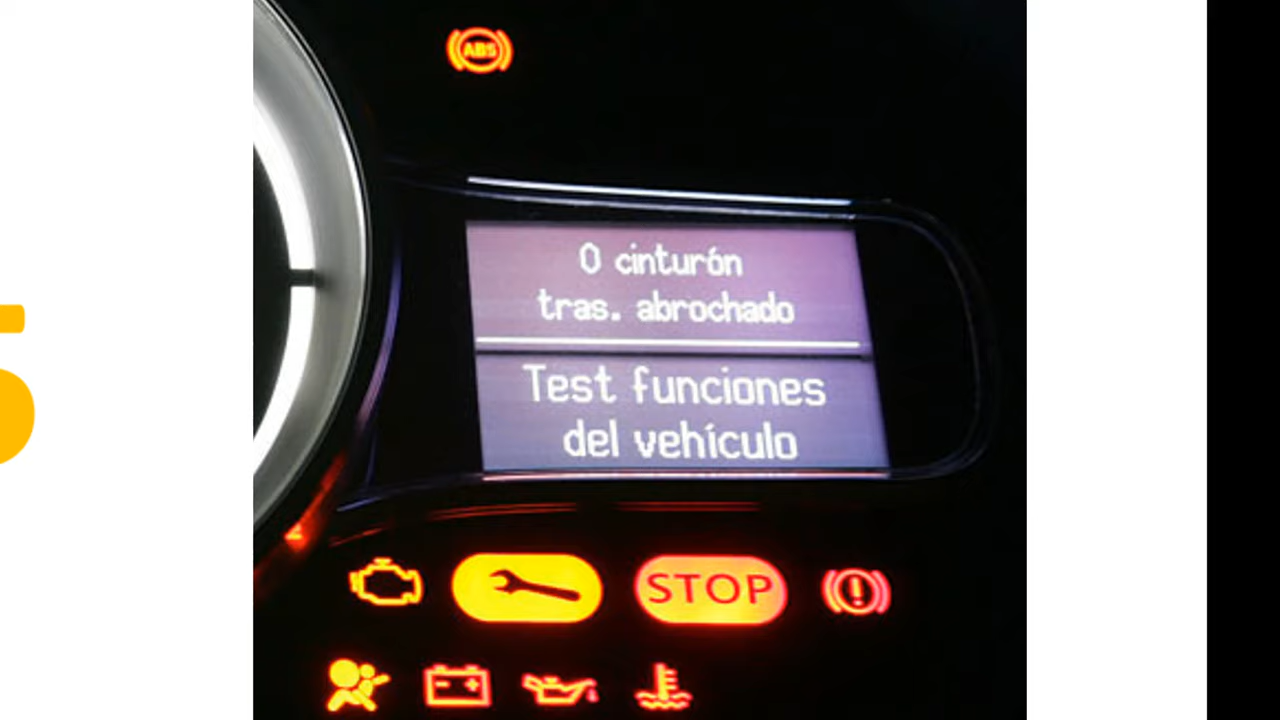 ABS
0 cinturón
tras. abrochado
Test funciones
del vehículo
STOP